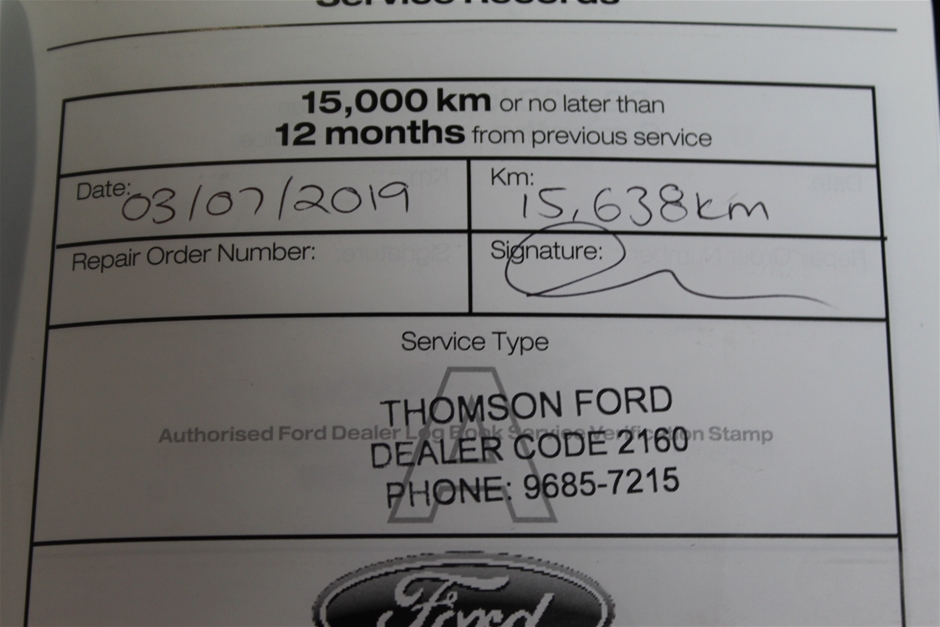 Service Records
15,000 km or no later than
12 months from previous service
Date: 03/07/2019
Km: 15,638km
Repair Order Number:
Signature:
Service Type
A
Authorised Ford Dealer Log Book Service Verification Stamp
THOMSON FORD
DEALER CODE 2160
PHONE: 9685-7215
Ford